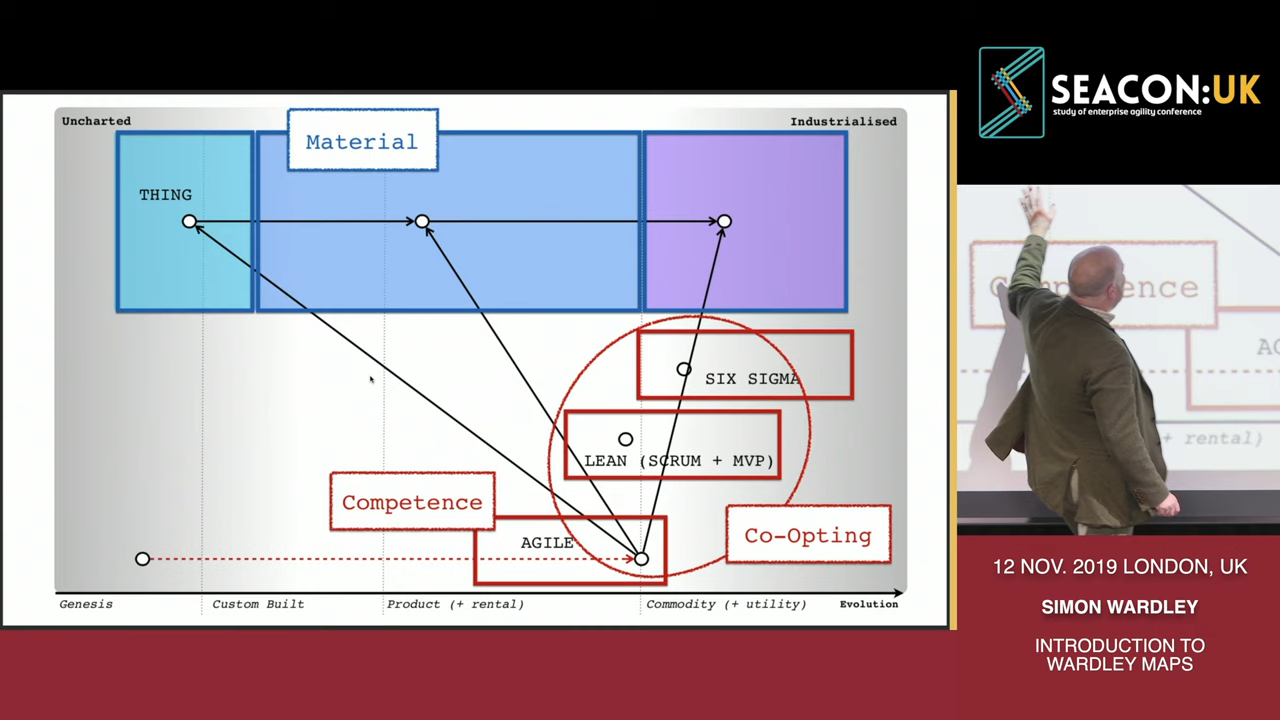 Uncharted
Industrialised
Material
THING
SIX SIGMA
LEAN (SCRUM + MVP)
Competence
AGILE
Co-Opting
Genesis
Custom Built
Product (+ rental)
Commodity (+ utility)
Evolution
SEACON:UK
study of enterprise agility conference
Competence
AG
+ rental)
12 NOV. 2019 LONDON, UK
SIMON WARDLEY
INTRODUCTION TO
WARDLEY MAPS